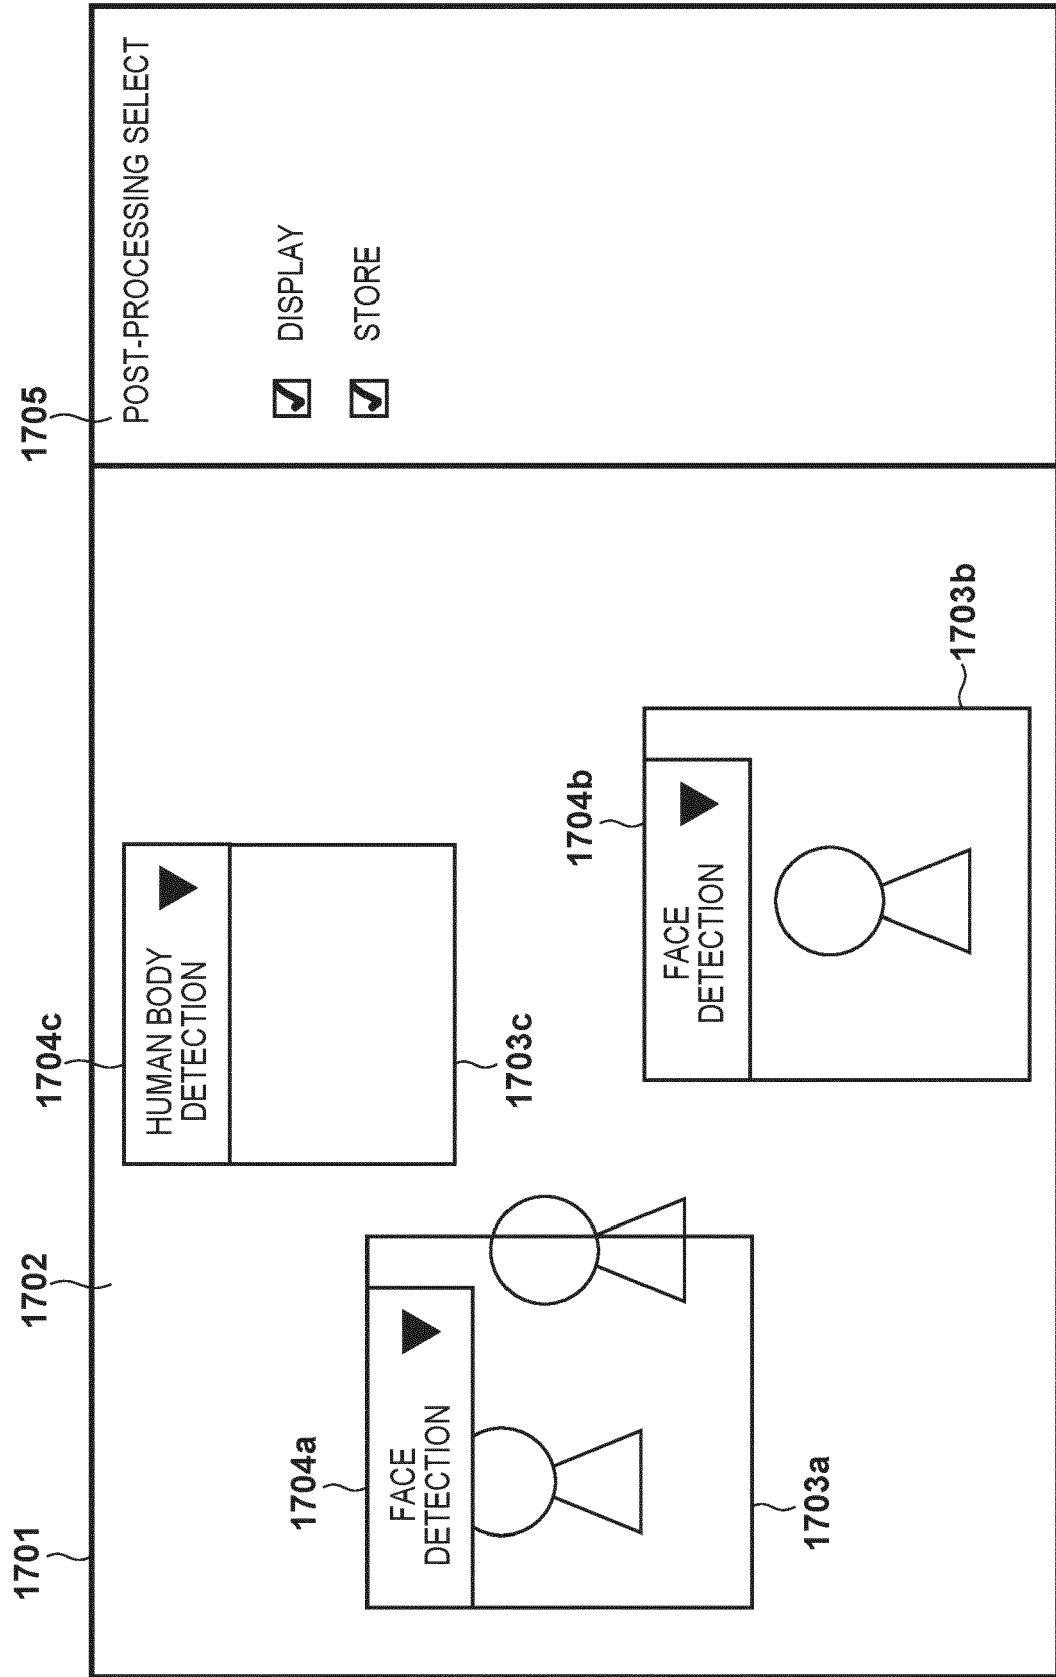 1701
1702
1704c
1705
POST-PROCESSING SELECT
HUMAN BODY
DETECTION
DISPLAY
STORE
1704a
1703c
FACE
DETECTION
1704b
FACE
DETECTION
1703a
1703b